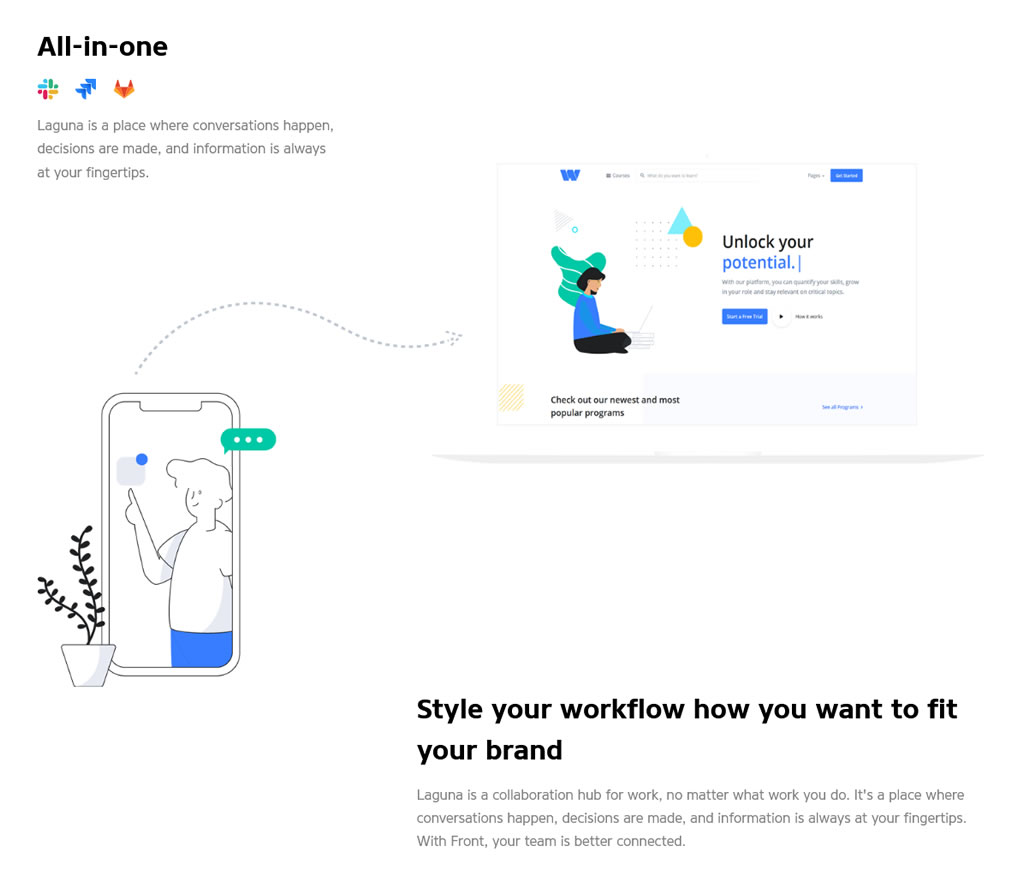 All-in-one
Laguna is a place where conversations happen,
decisions are made, and information is always
at your fingertips.
W
Courses
What do you want to learn?
Pages
Get Started
Unlock your
potential.|
With our platform, you can quantify your skills, grow
in your role and stay relevant on critical topics.
Start a Free Trial
How it works
Check out our newest and most
popular programs
See all Programs
Style your workflow how you want to fit
your brand
Laguna is a collaboration hub for work, no matter what work you do. It's a place where
conversations happen, decisions are made, and information is always at your fingertips.
With Front, your team is better connected.